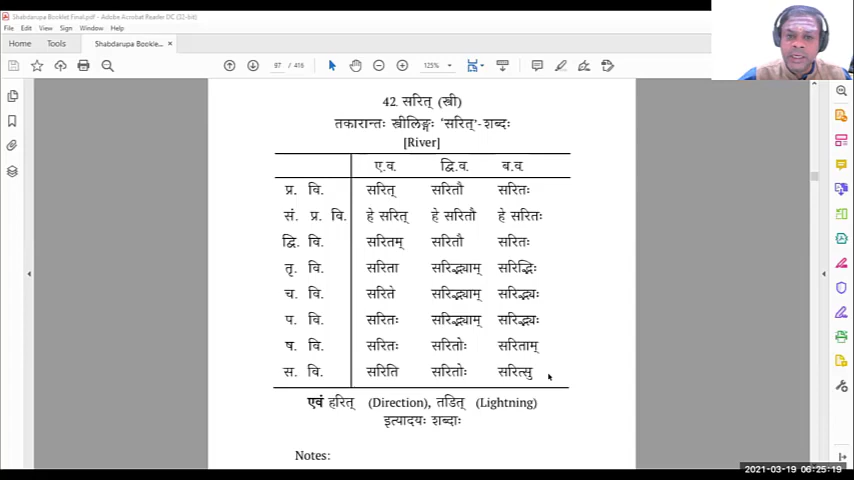 Shabdarupa Booklet Final.pdf - Adobe Acrobat Reader DC (32-bit)
File Edit View Sign Window Help
Home Tools Shabdarupa Bookle... ×
97 / 416 125%
42. सरित् (स्त्री)
तकारान्तः स्त्रीलिङ्गः ‘सरित्’-शब्दः
[River]
ए.व. द्वि.व. ब.व.
प्र. वि. सरित् सरितौ सरितः
सं. प्र. वि. हे सरित् हे सरितौ हे सरितः
द्वि. वि. सरितम् सरितौ सरितः
तृ. वि. सरिता सरिद्भ्याम् सरिद्भिः
च. वि. सरिते सरिद्भ्याम् सरिद्भ्यः
प. वि. सरितः सरिद्भ्याम् सरिद्भ्यः
ष. वि. सरितः सरितोः सरिताम्
स. वि. सरिति सरितोः सरित्सु
एवं हरित् (Direction), तडित् (Lightning)
इत्यादयः शब्दाः
Notes:
2021-03-19 06:25:19